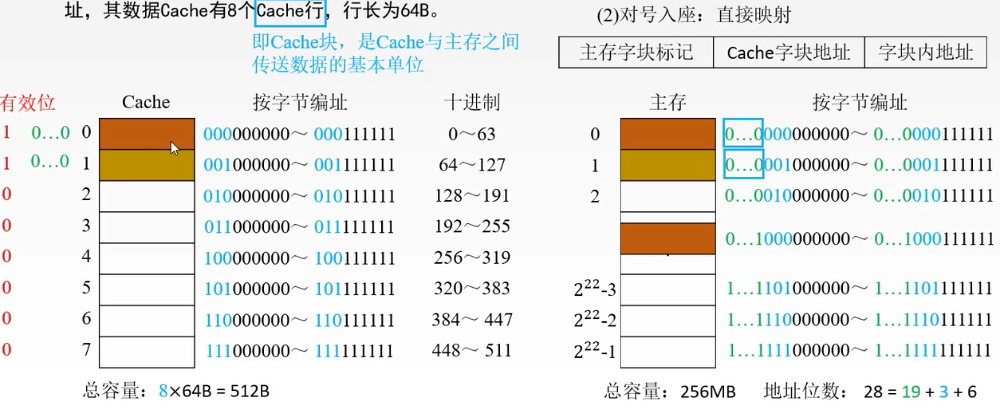 址，其数据Cache有8个Cache行，行长为64B。
即Cache块，是Cache与主存之间
传送数据的基本单位
(2)对号入座：直接映射
主存字块标记 Cache字块地址 字块内地址
有效位 Cache 按字节编址 十进制 主存 按字节编址
1 0…0 0 000000000～000111111 0～63 0 0…0000000000～0…0000111111
1 0…0 1 001000000～001111111 64～127 1 0…0001000000～0…0001111111
0 2 010000000～010111111 128～191 2 0…0010000000～0…0010111111
0 3 011000000～011111111 192～255 0…1000000000～0…1000111111
0 4 100000000～100111111 256～319
0 5 101000000～101111111 320～383 2²²-3 1…1101000000～1…1101111111
0 6 110000000～110111111 384～447 2²²-2 1…1110000000～1…1110111111
0 7 111000000～111111111 448～511 2²²-1 1…1111000000～1…1111111111
总容量：8×64B = 512B 总容量：256MB 地址位数： 28 = 19 + 3 + 6